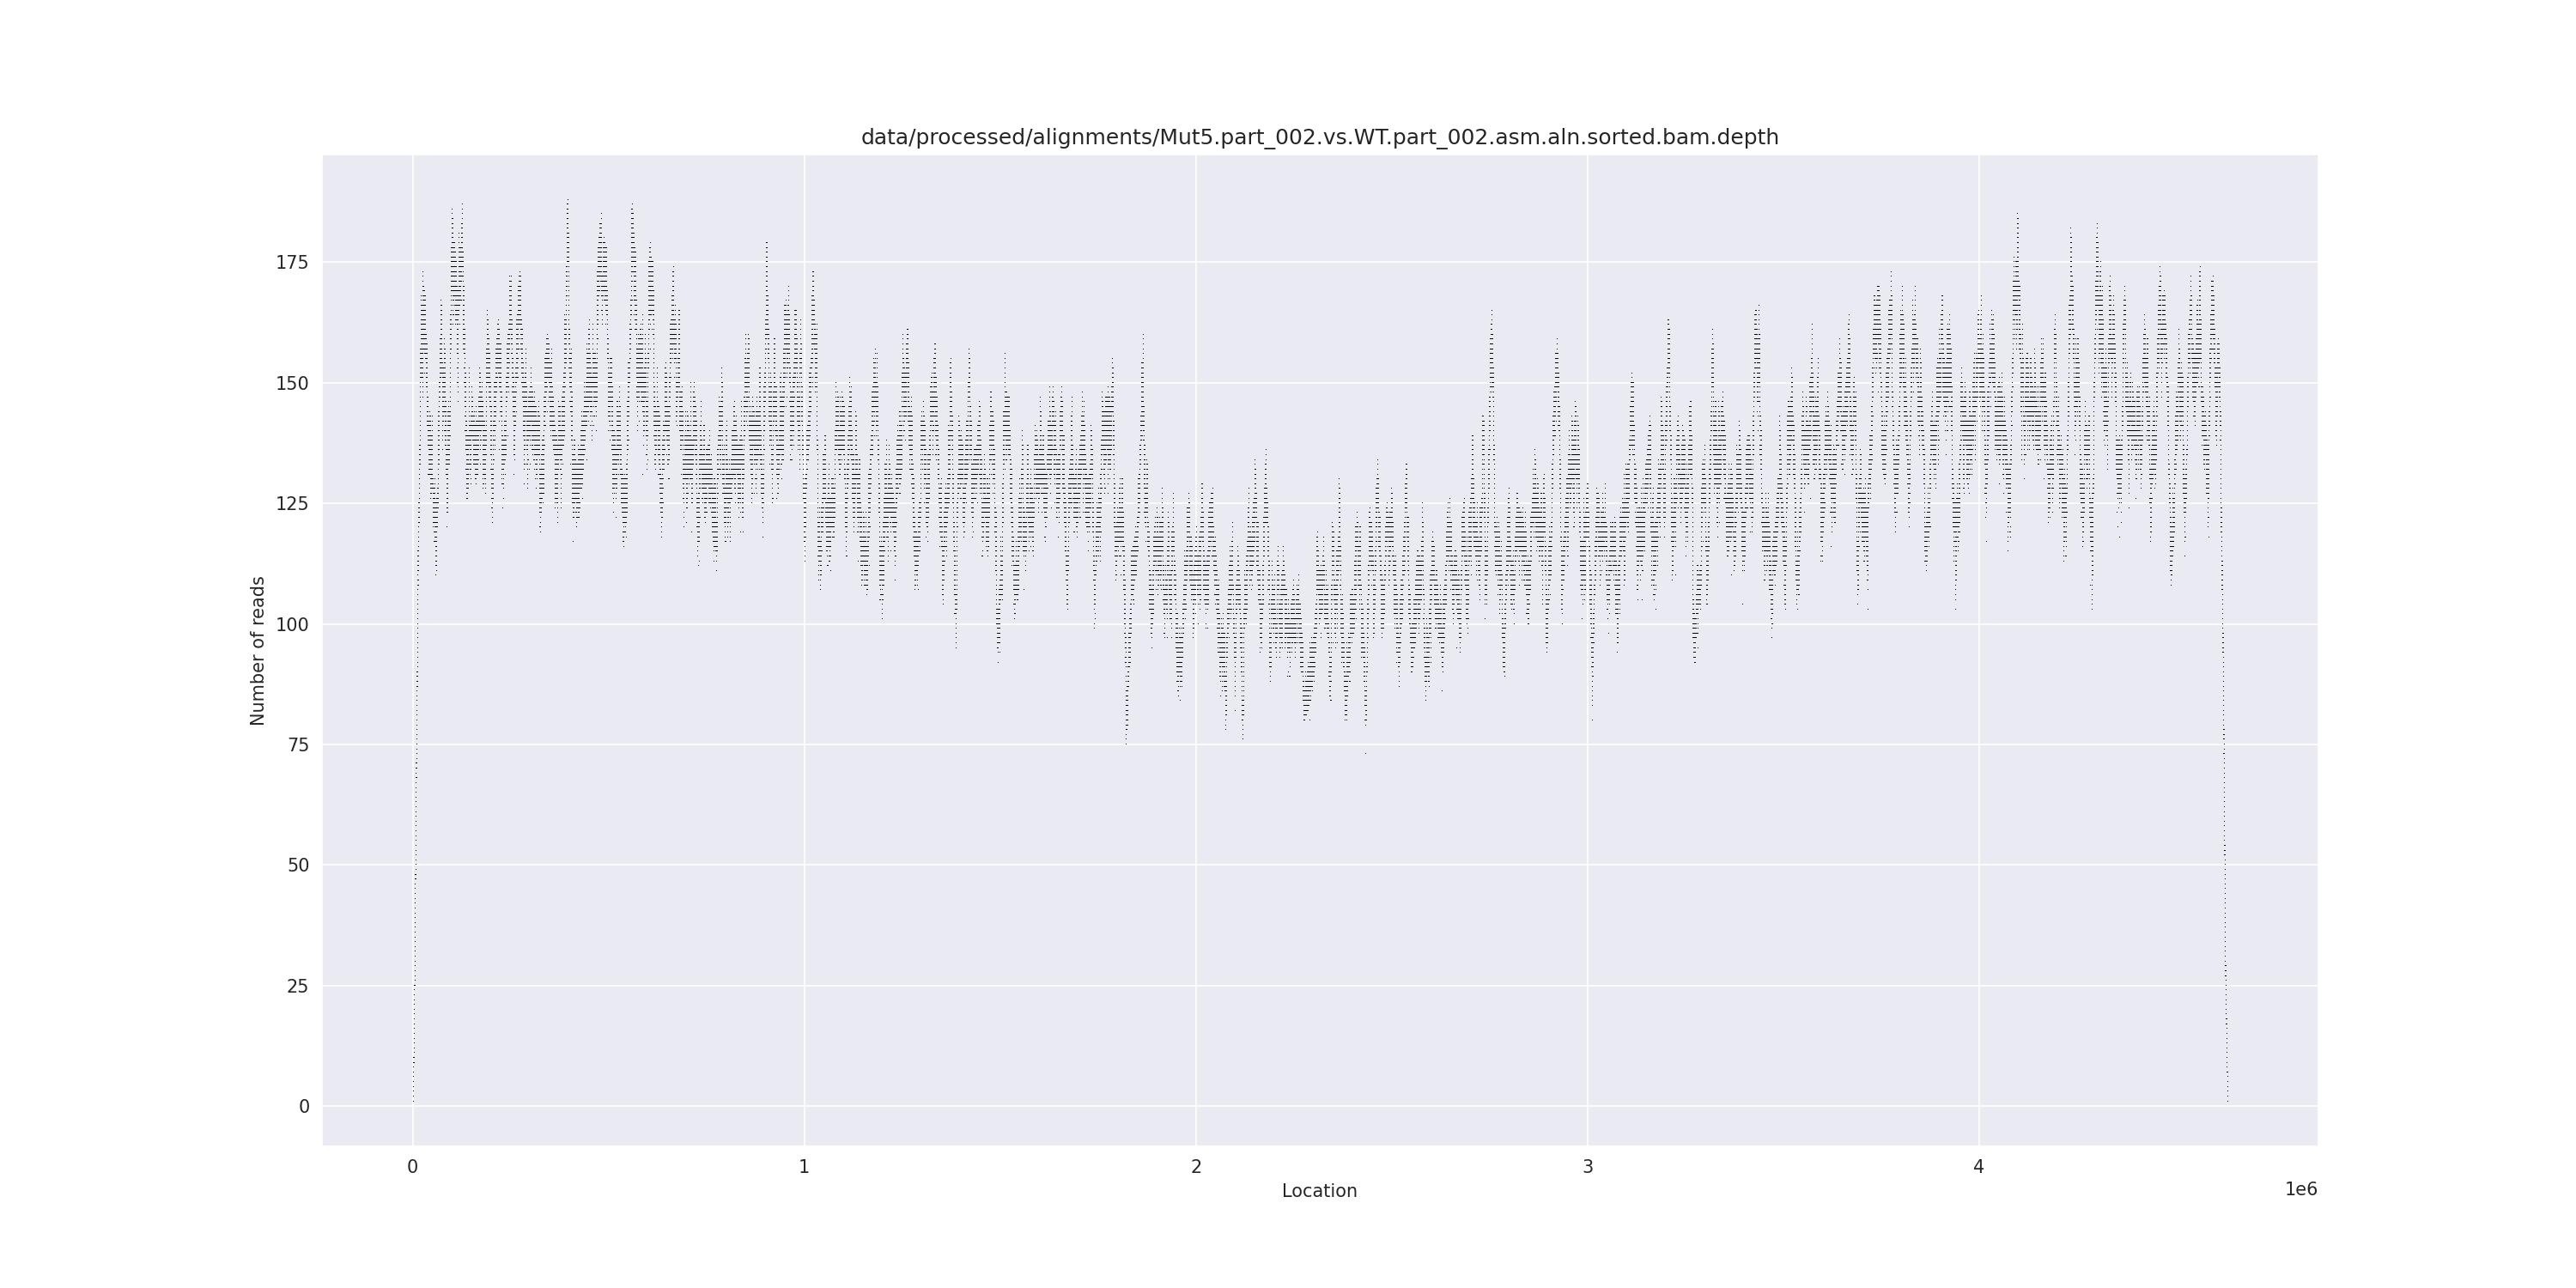 data/processed/alignments/Mut5.part_002.vs.WT.part_002.asm.aln.sorted.bam.depth
175
150
125
100
75
50
25
0
Number of reads
0 1 2 3 4
1e6
Location